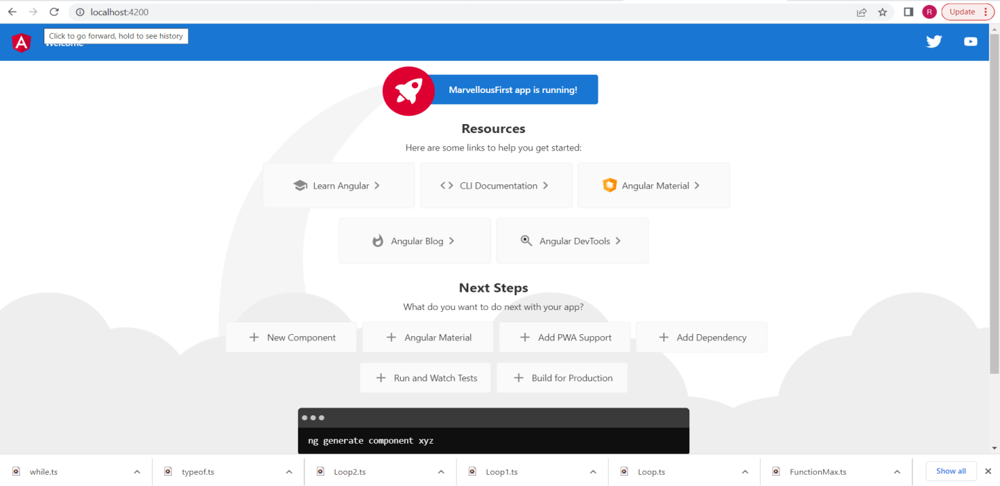 localhost:4200
R
Update
Click to go forward, hold to see history
A
Welcome
MarvellousFirst app is running!
Resources
Here are some links to help you get started:
Learn Angular
CLI Documentation
Angular Material
Angular Blog
Angular DevTools
Next Steps
What do you want to do next with your app?
New Component
Angular Material
Add PWA Support
Add Dependency
Run and Watch Tests
Build for Production
ng generate component xyz
while.ts
typeof.ts
Loop2.ts
Loop1.ts
Loop.ts
FunctionMax.ts
Show all